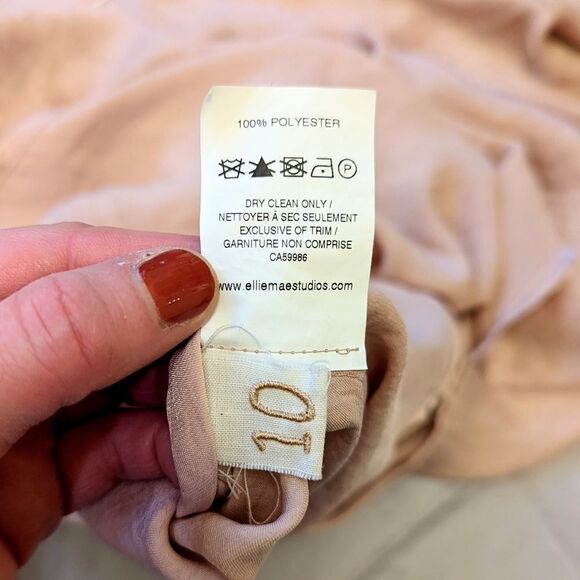 100% POLYESTER
DRY CLEAN ONLY /
NETTOYER À SEC SEULEMENT
EXCLUSIVE OF TRIM /
GARNITURE NON COMPRISE
CA59986
www.elliemaestudios.com
10